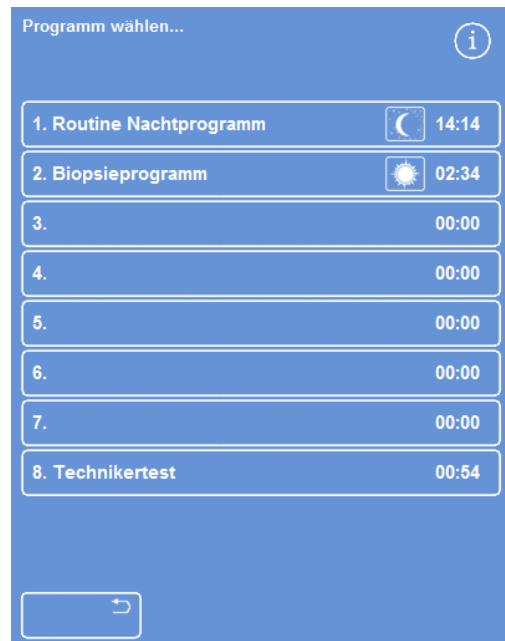 Programm wählen...
i
1. Routine Nachtprogramm 14:14
2. Biopsieprogramm 02:34
3. 00:00
4. 00:00
5. 00:00
6. 00:00
7. 00:00
8. Technikertest 00:54